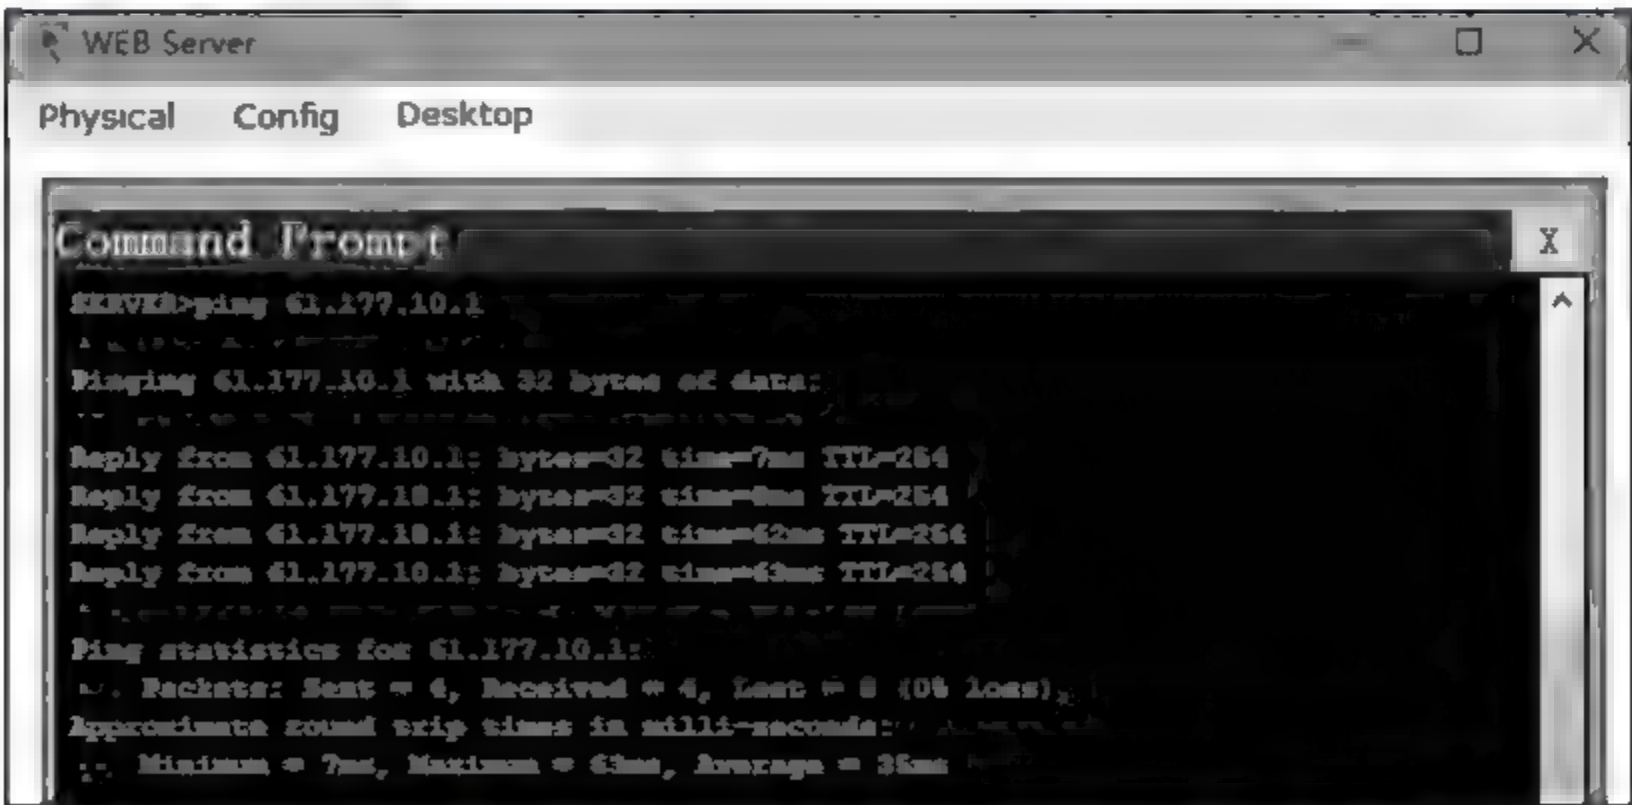 WEB Server
Physical Config Desktop
Command Prompt
X
SERVER>ping 61.177.10.1
Pinging 61.177.10.1 with 32 bytes of data:
Reply from 61.177.10.1: bytes=32 time=7ms TTL=254
Reply from 61.177.10.1: bytes=32 time=8ms TTL=254
Reply from 61.177.10.1: bytes=32 time=62ms TTL=254
Reply from 61.177.10.1: bytes=32 time=63ms TTL=254
Ping statistics for 61.177.10.1:
Packets: Sent = 4, Received = 4, Lost = 0 (0% loss),
Approximate round trip times in milli-seconds:
Minimum = 7ms, Maximum = 63ms, Average = 35ms